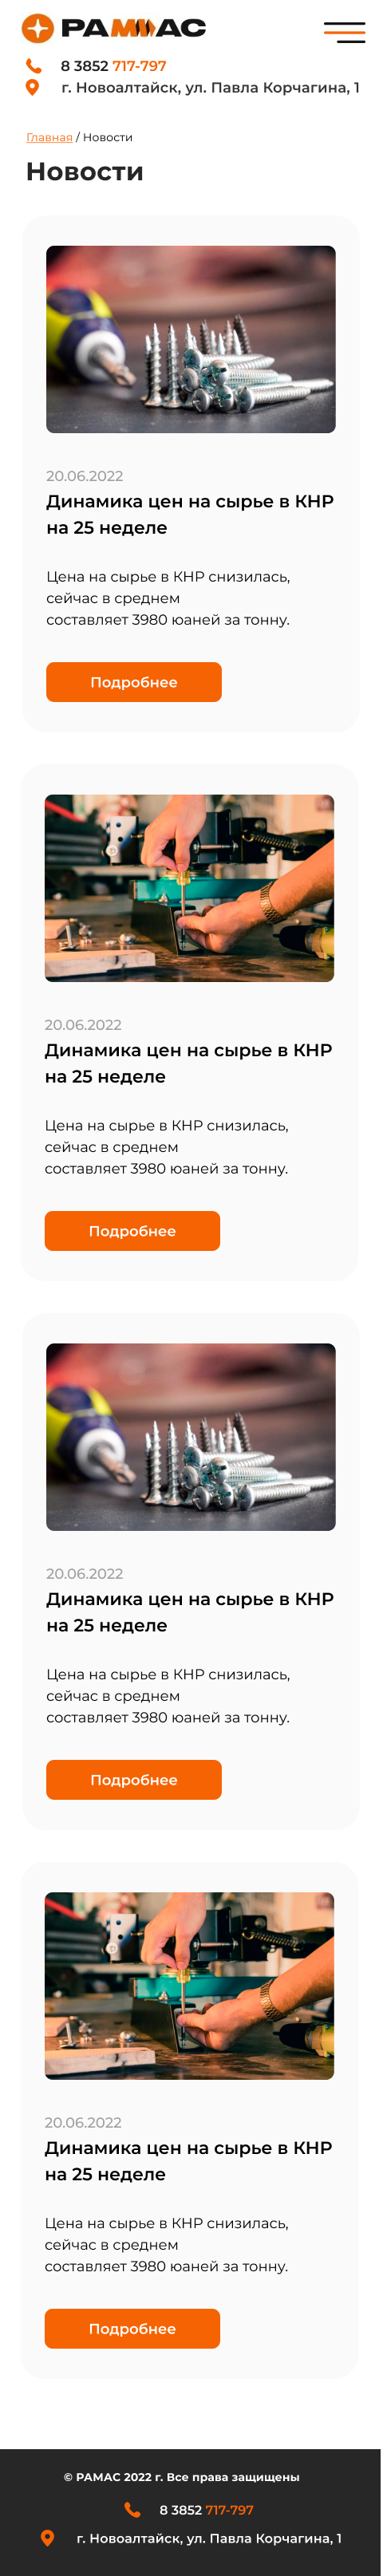 РАМАС
8 3852 717-797
г. Новоалтайск, ул. Павла Корчагина, 1
Главная / Новости
Новости
20.06.2022
Динамика цен на сырье в КНР
на 25 неделе
Цена на сырье в КНР снизилась,
сейчас в среднем
составляет 3980 юаней за тонну.
Подробнее
20.06.2022
Динамика цен на сырье в КНР
на 25 неделе
Цена на сырье в КНР снизилась,
сейчас в среднем
составляет 3980 юаней за тонну.
Подробнее
20.06.2022
Динамика цен на сырье в КНР
на 25 неделе
Цена на сырье в КНР снизилась,
сейчас в среднем
составляет 3980 юаней за тонну.
Подробнее
20.06.2022
Динамика цен на сырье в КНР
на 25 неделе
Цена на сырье в КНР снизилась,
сейчас в среднем
составляет 3980 юаней за тонну.
Подробнее
© РАМАС 2022 г. Все права защищены
8 3852 717-797
г. Новоалтайск, ул. Павла Корчагина, 1